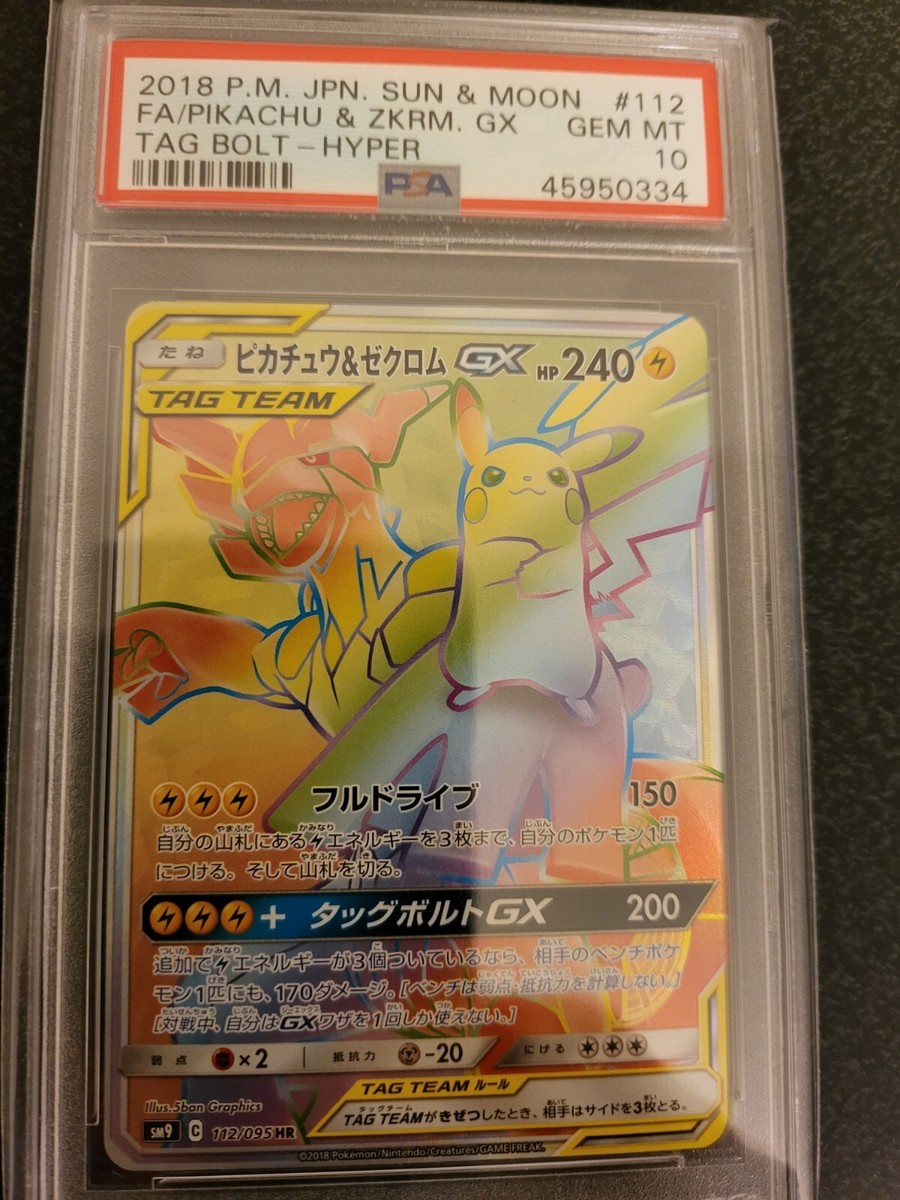 2018 P.M. JPN. SUN & MOON #112
FA/PIKACHU & ZKRM. GX GEM MT
TAG BOLT – HYPER 10
PSA 45950334
たね ピカチュウ&ゼクロムGX HP240
TAG TEAM
フルドライブ 150
自分の山札にあるエネルギーを3枚まで、自分のポケモン1匹
につける。そして山札を切る。
+ タッグボルトGX 200
追加でエネルギーが3個ついているなら、相手のベンチポケ
モン1匹にも、170ダメージ。[ベンチは弱点・抵抗力を計算しない。]
[対戦中、自分はGXワザを1回しか使えない。]
弱点 ×2 抵抗力 -20 にげる
TAG TEAM ルール
TAG TEAMがきぜつしたとき、相手はサイドを3枚とる。
Illus.5ban Graphics
SM9 C 112/095 HR
©2018 Pokémon/Nintendo/Creatures/GAME FREAK.